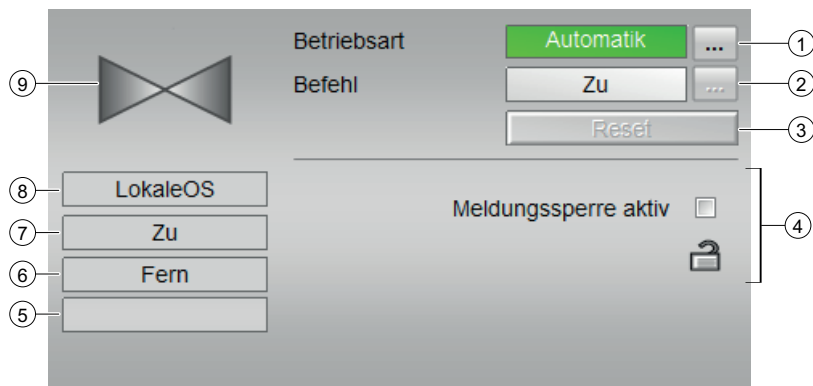 Betriebsart Automatik ... 1
Befehl Zu ... 2
Reset 3
9
8 LokaleOS
Meldungssperre aktiv 4
7 Zu
6 Fern
5